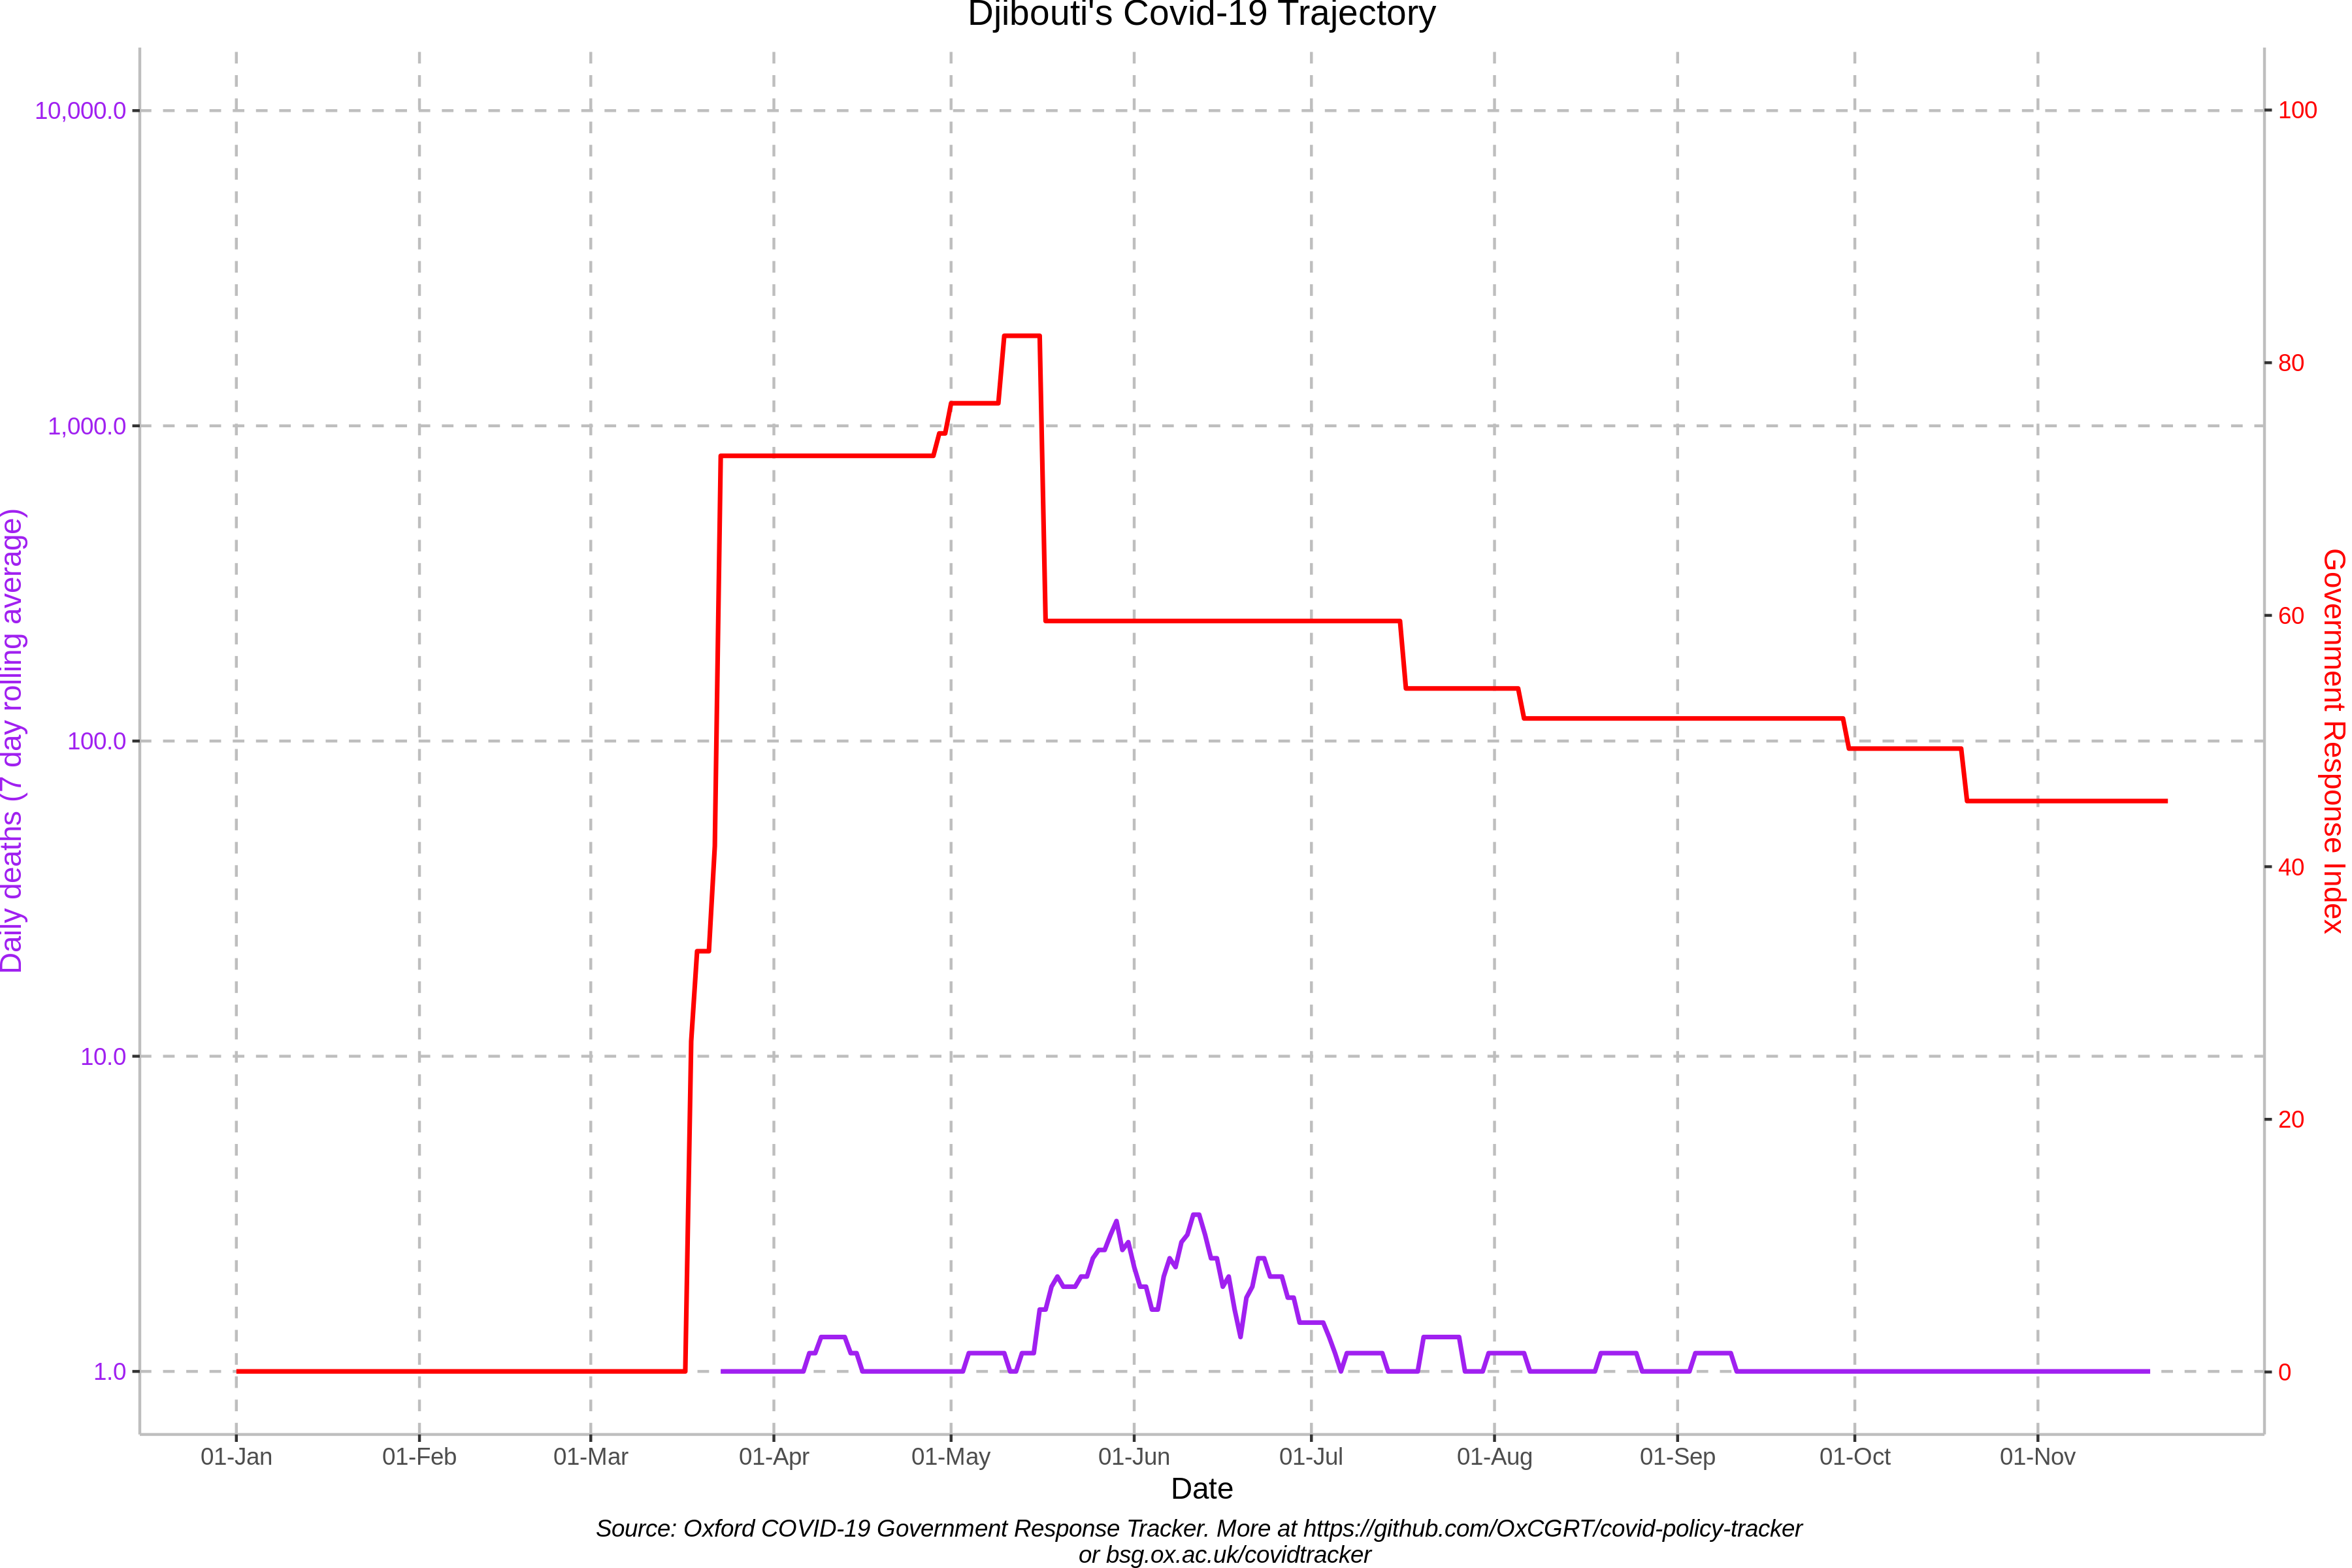 Djibouti's Covid-19 Trajectory
10,000.0
1,000.0
100.0
10.0
1.0
Daily deaths (7 day rolling average)
100
80
60
40
20
0
Government Response Index
01-Jan 01-Feb 01-Mar 01-Apr 01-May 01-Jun 01-Jul 01-Aug 01-Sep 01-Oct 01-Nov
Date
Source: Oxford COVID-19 Government Response Tracker. More at https://github.com/OxCGRT/covid-policy-tracker
or bsg.ox.ac.uk/covidtracker